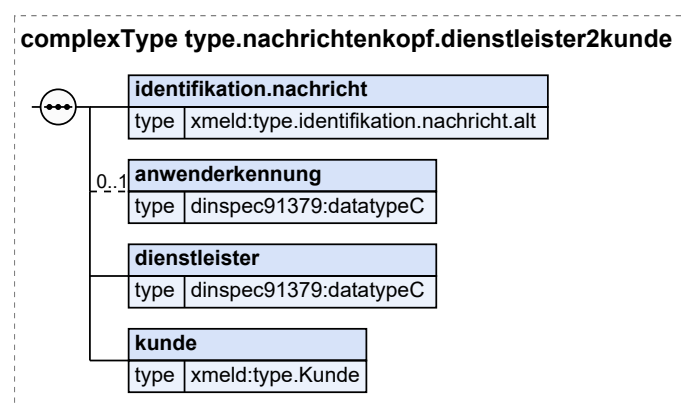 complexType type.nachrichtenkopf.dienstleister2kunde
identifikation.nachricht
type xmeld:type.identifikation.nachricht.alt
0..1
anwenderkennung
type dinspec91379:datatypeC
dienstleister
type dinspec91379:datatypeC
kunde
type xmeld:type.Kunde